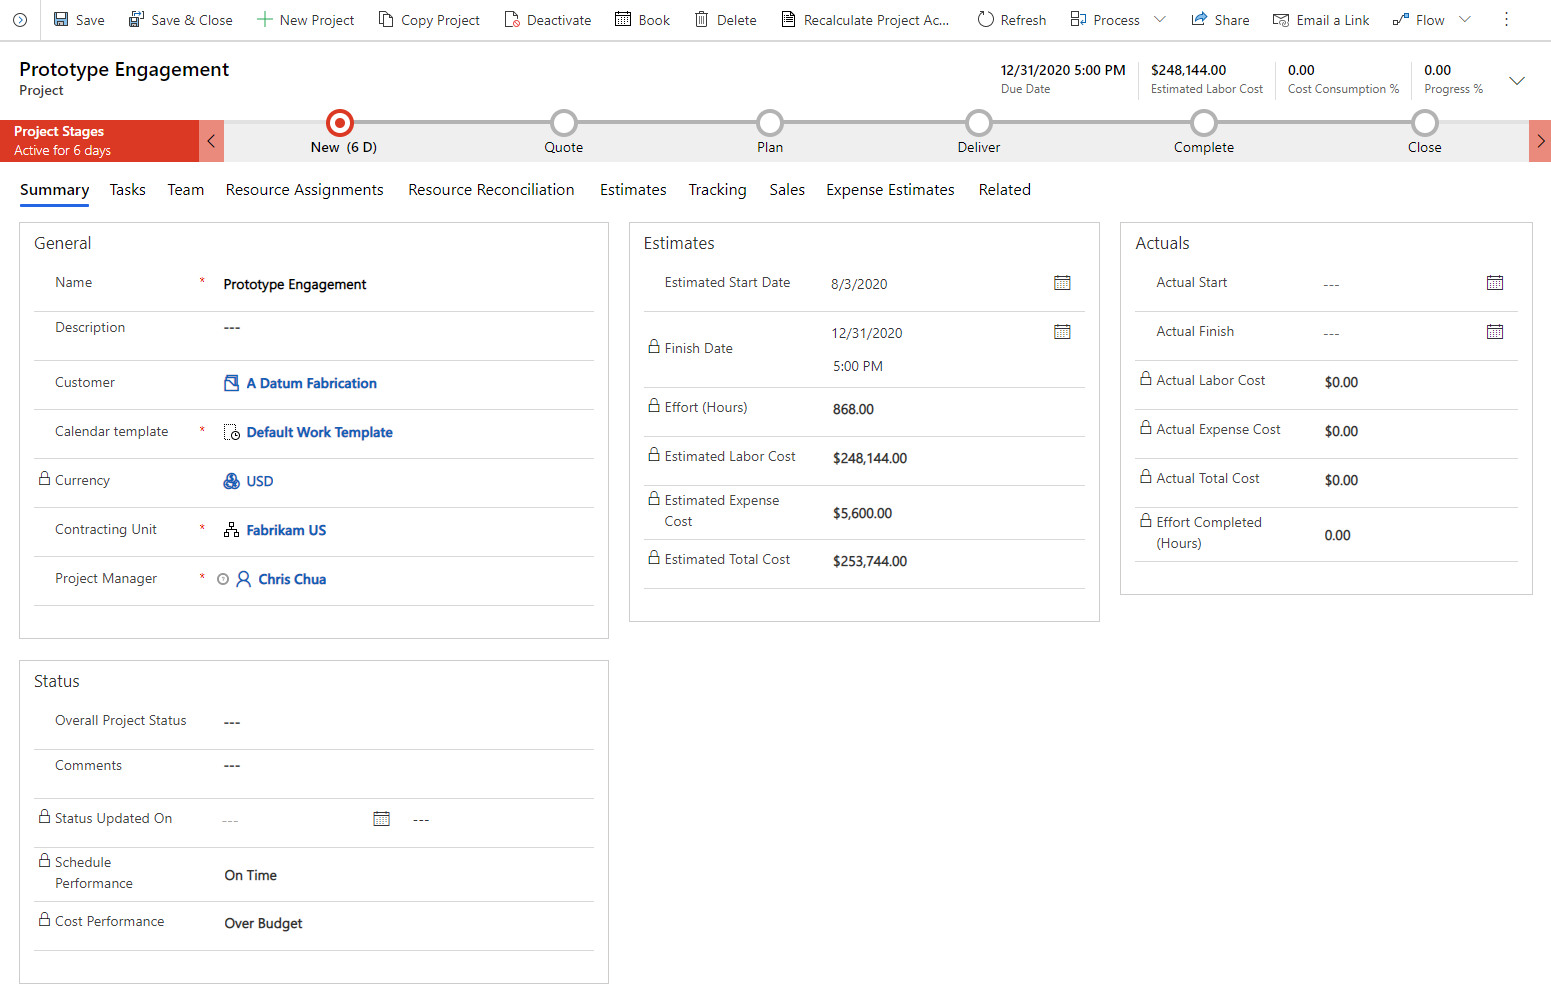 Save
Save & Close
New Project
Copy Project
Deactivate
Book
Delete
Recalculate Project Ac...
Refresh
Process
Share
Email a Link
Flow
Prototype Engagement
Project
12/31/2020 5:00 PM
Due Date
$248,144.00
Estimated Labor Cost
0.00
Cost Consumption %
0.00
Progress %
Project Stages
Active for 6 days
New (6 D)
Quote
Plan
Deliver
Complete
Close
Summary
Tasks
Team
Resource Assignments
Resource Reconciliation
Estimates
Tracking
Sales
Expense Estimates
Related
General
Name * Prototype Engagement
Description ---
Customer A Datum Fabrication
Calendar template * Default Work Template
Currency USD
Contracting Unit * Fabrikam US
Project Manager * Chris Chua
Estimates
Estimated Start Date 8/3/2020
Finish Date
12/31/2020
5:00 PM
Effort (Hours) 868.00
Estimated Labor Cost $248,144.00
Estimated Expense
Cost
$5,600.00
Estimated Total Cost $253,744.00
Actuals
Actual Start ---
Actual Finish ---
Actual Labor Cost $0.00
Actual Expense Cost $0.00
Actual Total Cost $0.00
Effort Completed
(Hours)
0.00
Status
Overall Project Status ---
Comments ---
Status Updated On --- ---
Schedule
Performance
On Time
Cost Performance Over Budget